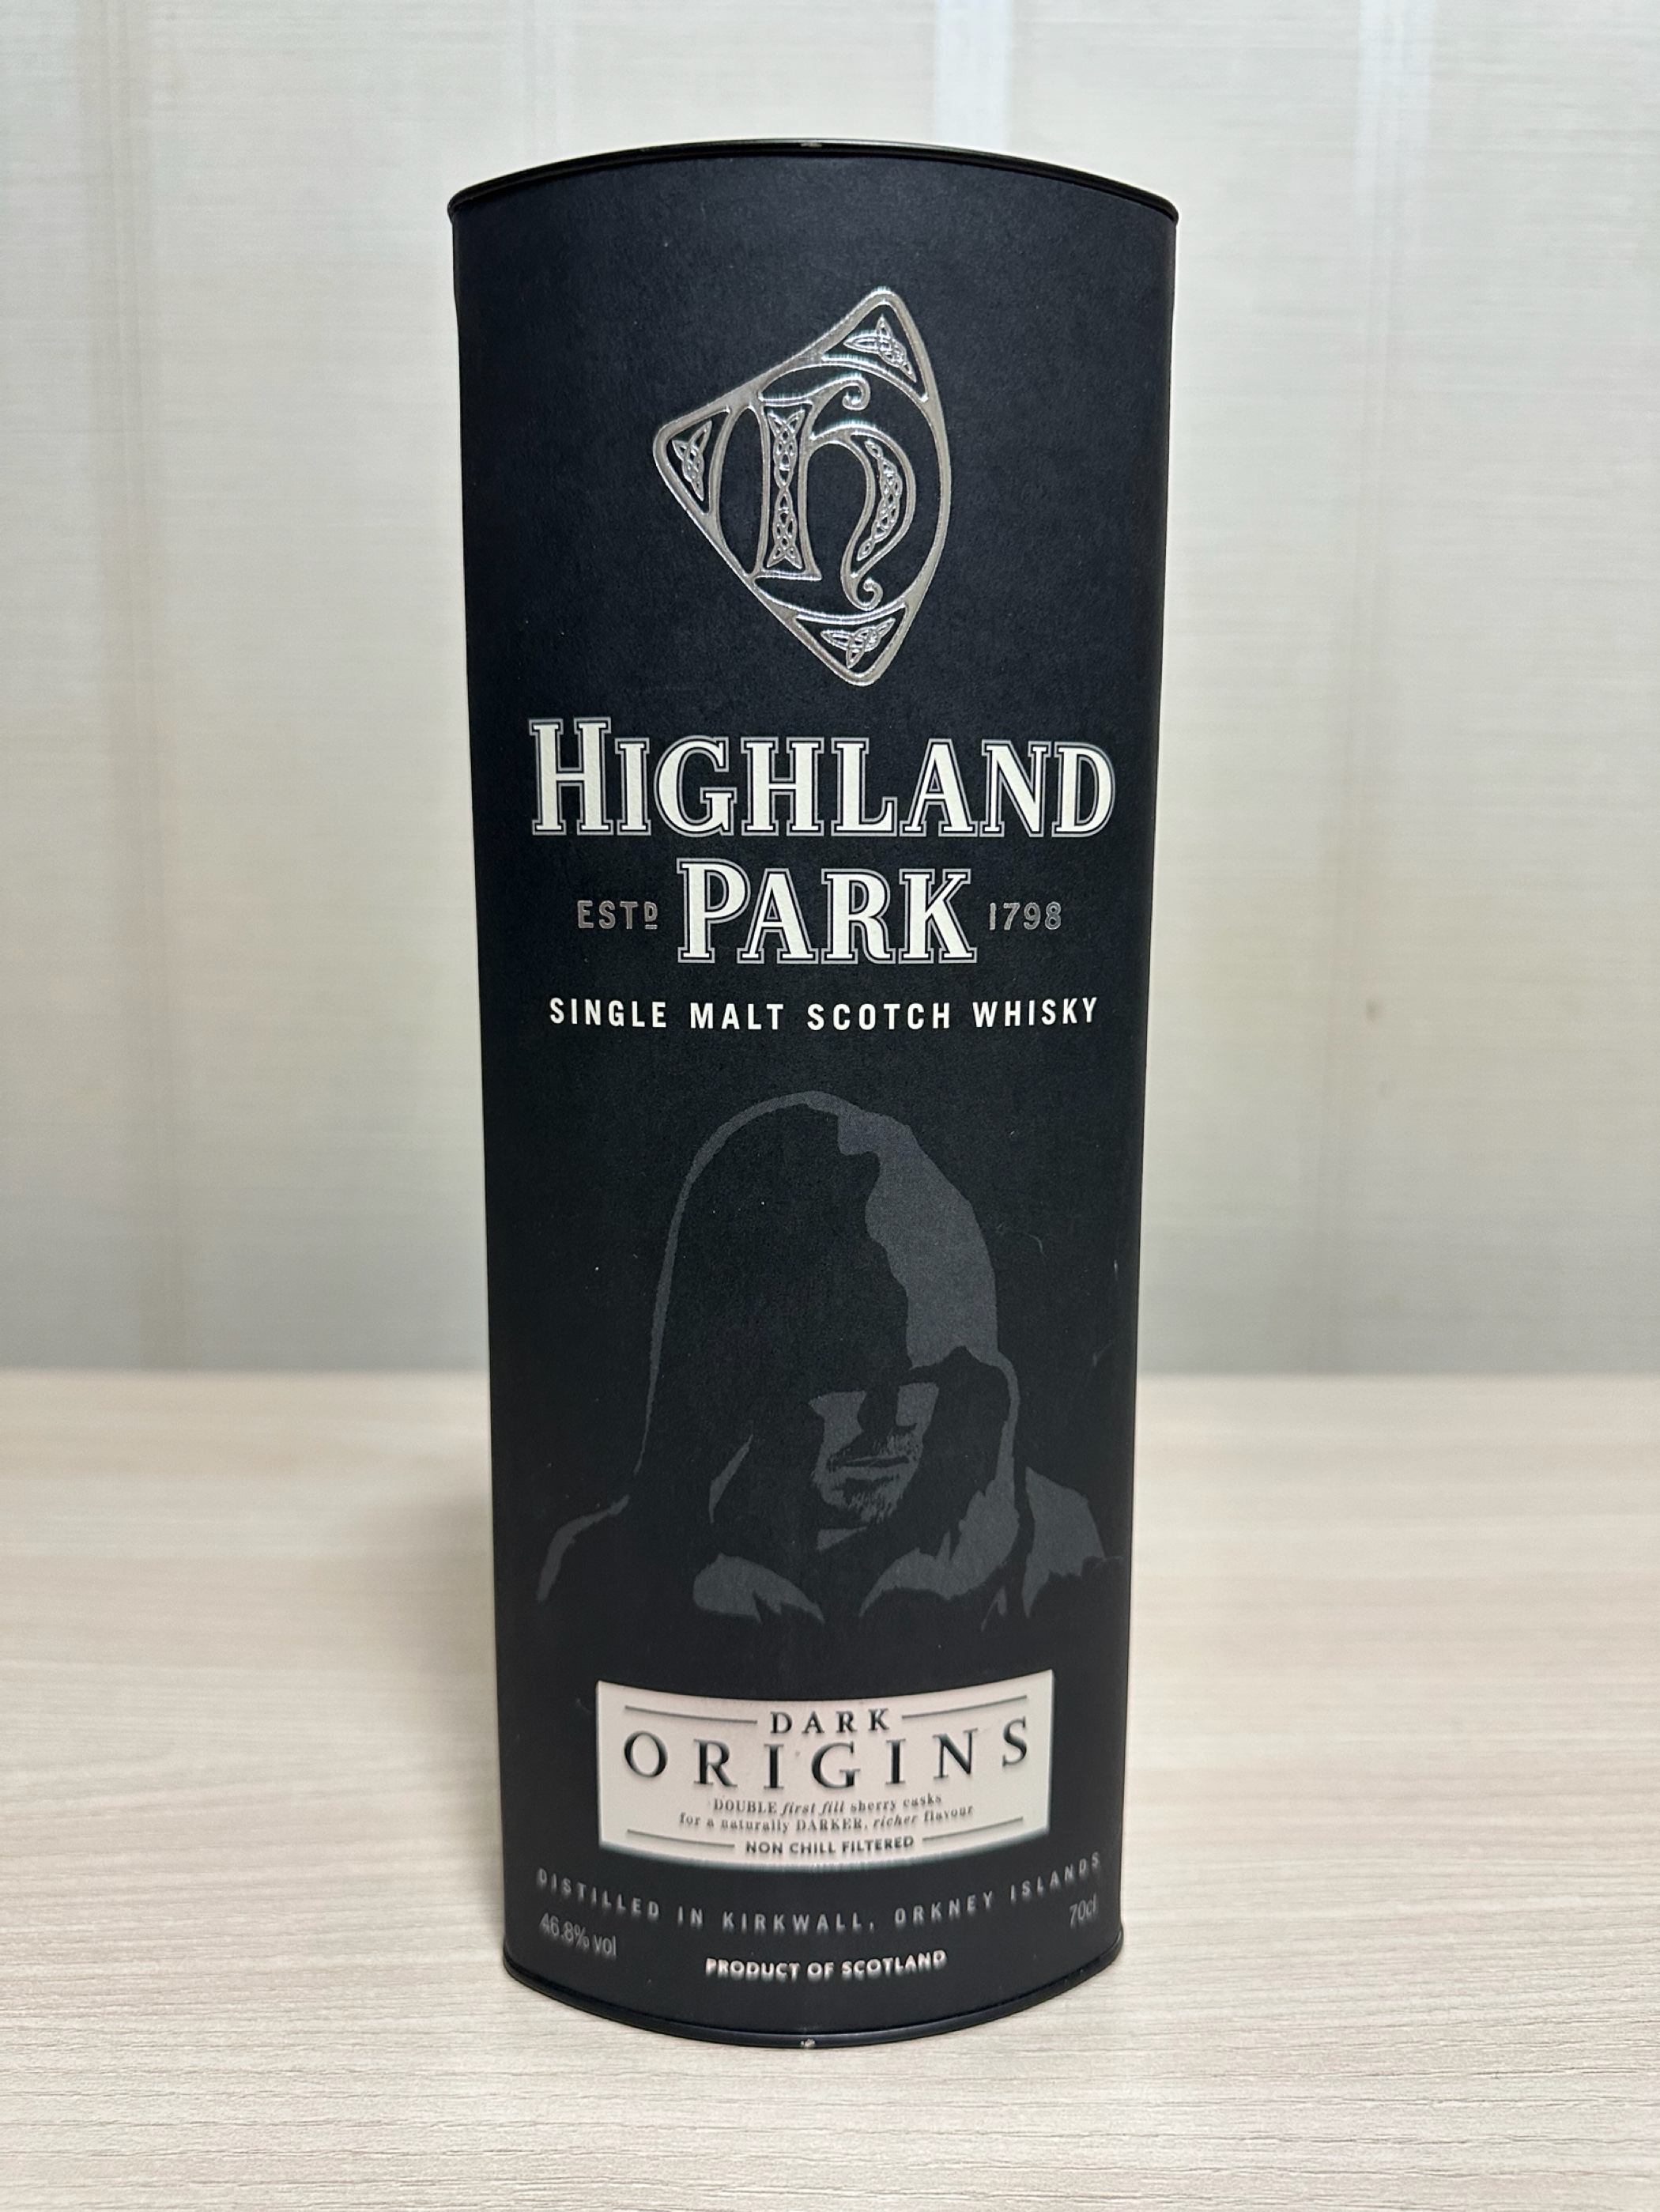 h
HIGHLAND
ESTD PARK 1798
SINGLE MALT SCOTCH WHISKY
DARK
ORIGINS
DOUBLE first fill sherry casks
for a naturally DARKER, richer flavour
NON CHILL FILTERED
DISTILLED IN KIRKWALL, ORKNEY ISLANDS
46.8% vol 70cl
PRODUCT OF SCOTLAND